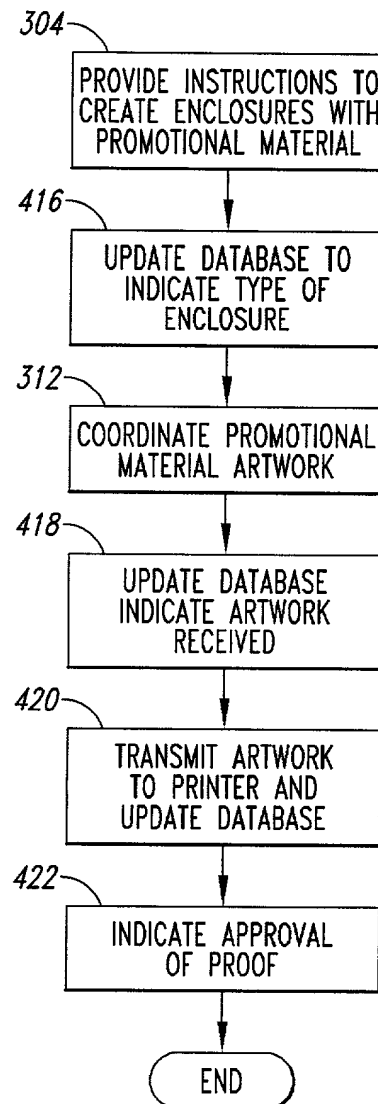 304
PROVIDE INSTRUCTIONS TO
CREATE ENCLOSURES WITH
PROMOTIONAL MATERIAL
416
UPDATE DATABASE TO
INDICATE TYPE OF
ENCLOSURE
312
COORDINATE PROMOTIONAL
MATERIAL ARTWORK
418
UPDATE DATABASE
INDICATE ARTWORK
RECEIVED
420
TRANSMIT ARTWORK
TO PRINTER AND
UPDATE DATABASE
422
INDICATE APPROVAL
OF PROOF
END